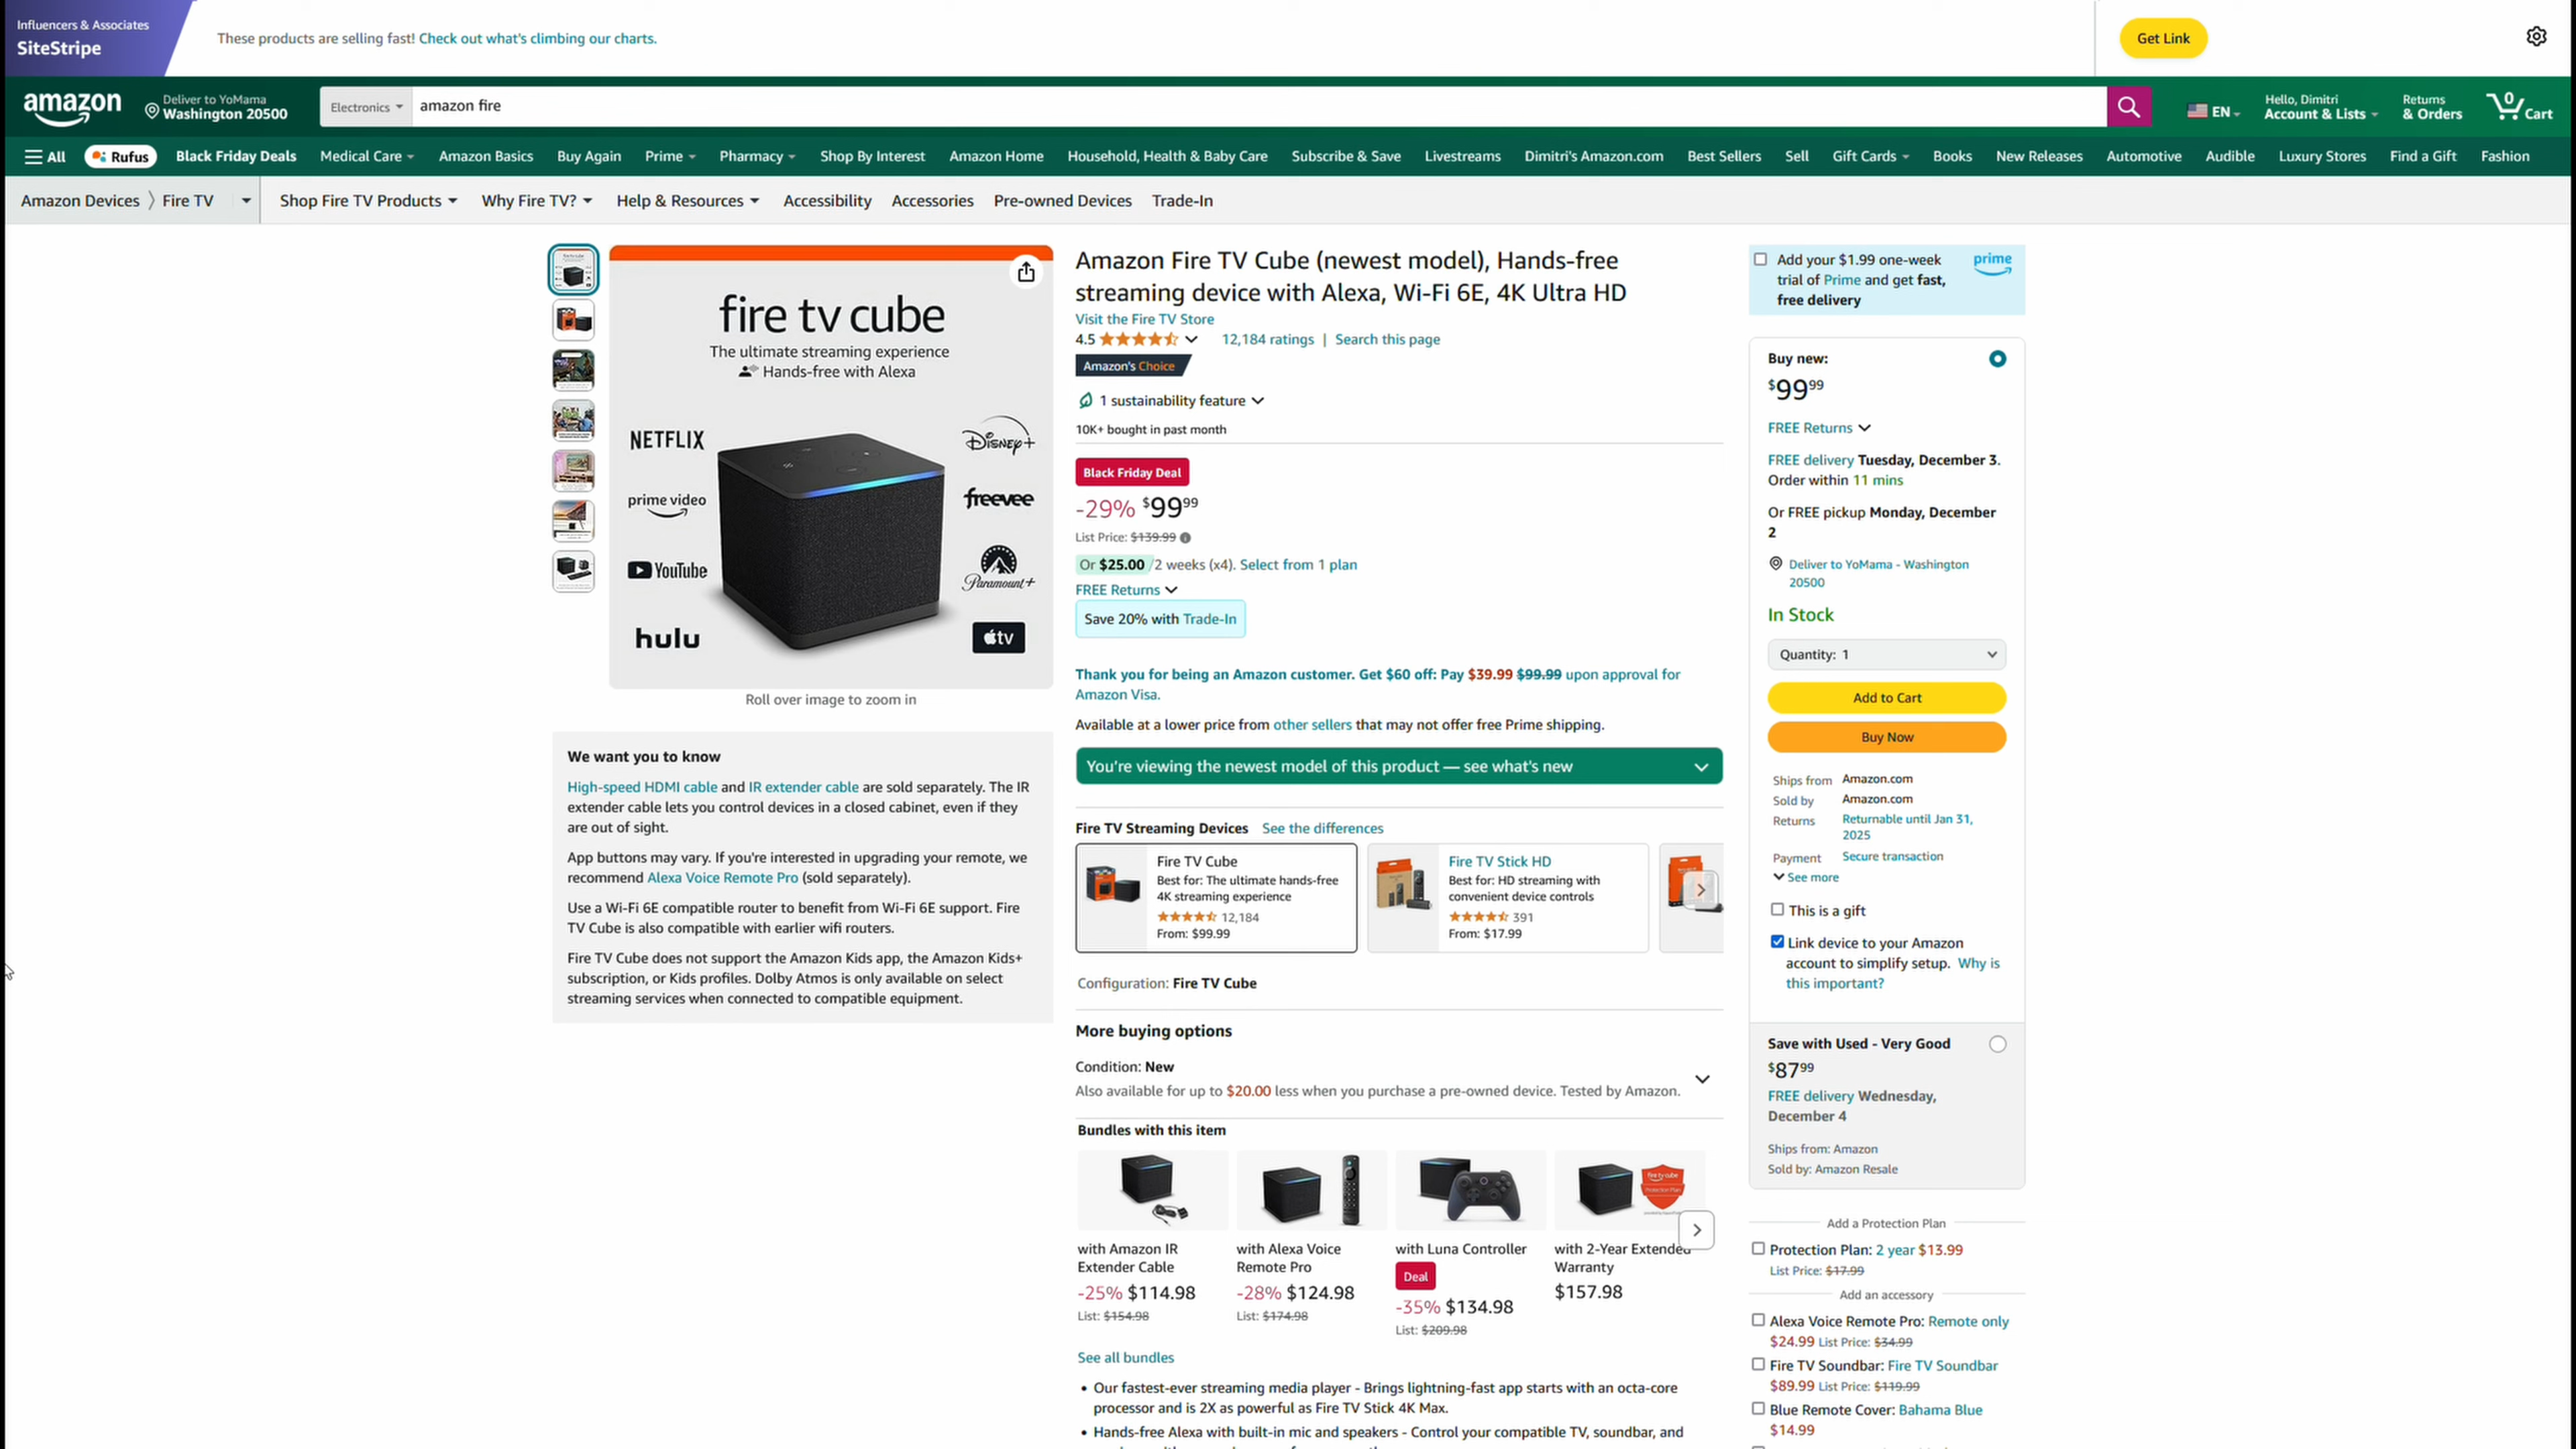 Influencers & Associates
SiteStripe
These products are selling fast! Check out what's climbing our charts.
Get Link
amazon
Deliver to YoMama
Washington 20500
Electronics
amazon fire
EN
Hello, Dimitri
Account & Lists
Returns
& Orders
0
Cart
All
Rufus
Black Friday Deals
Medical Care
Amazon Basics
Buy Again
Prime
Pharmacy
Shop By Interest
Amazon Home
Household, Health & Baby Care
Subscribe & Save
Livestreams
Dimitri's Amazon.com
Best Sellers
Sell
Gift Cards
Books
New Releases
Automotive
Audible
Luxury Stores
Find a Gift
Fashion
Amazon Devices 〉 Fire TV
Shop Fire TV Products
Why Fire TV?
Help & Resources
Accessibility
Accessories
Pre-owned Devices
Trade-In
fire tv cube
The ultimate streaming experience
Hands-free with Alexa
NETFLIX
Disney+
prime video
freevee
YouTube
Paramount+
hulu
tv
Roll over image to zoom in
We want you to know
High-speed HDMI cable and IR extender cable are sold separately. The IR
extender cable lets you control devices in a closed cabinet, even if they
are out of sight.
App buttons may vary. If you're interested in upgrading your remote, we
recommend Alexa Voice Remote Pro (sold separately).
Use a Wi-Fi 6E compatible router to benefit from Wi-Fi 6E support. Fire
TV Cube is also compatible with earlier wifi routers.
Fire TV Cube does not support the Amazon Kids app, the Amazon Kids+
subscription, or Kids profiles. Dolby Atmos is only available on select
streaming services when connected to compatible equipment.
Amazon Fire TV Cube (newest model), Hands-free
streaming device with Alexa, Wi-Fi 6E, 4K Ultra HD
Visit the Fire TV Store
4.5
12,184 ratings | Search this page
Amazon's Choice
1 sustainability feature
10K+ bought in past month
Black Friday Deal
-29% $99 99
List Price: $139.99
Or $25.00 /2 weeks (x4). Select from 1 plan
FREE Returns
Save 20% with Trade-In
Thank you for being an Amazon customer. Get $60 off: Pay $39.99 $99.99 upon approval for
Amazon Visa.
Available at a lower price from other sellers that may not offer free Prime shipping.
You're viewing the newest model of this product — see what's new
Fire TV Streaming Devices See the differences
Fire TV Cube
Best for: The ultimate hands-free
4K streaming experience
12,184
From: $99.99
Fire TV Stick HD
Best for: HD streaming with
convenient device controls
391
From: $17.99
Configuration: Fire TV Cube
More buying options
Condition: New
Also available for up to $20.00 less when you purchase a pre-owned device. Tested by Amazon.
Bundles with this item
with Amazon IR
Extender Cable
-25% $114.98
List: $154.98
with Alexa Voice
Remote Pro
-28% $124.98
List: $174.98
with Luna Controller
Deal
-35% $134.98
List: $209.98
with 2-Year Extended
Warranty
$157.98
See all bundles
• Our fastest-ever streaming media player - Brings lightning-fast app starts with an octa-core
processor and is 2X as powerful as Fire TV Stick 4K Max.
• Hands-free Alexa with built-in mic and speakers - Control your compatible TV, soundbar, and
Add your $1.99 one-week
trial of Prime and get fast,
free delivery
prime
Buy new:
$99 99
FREE Returns
FREE delivery Tuesday, December 3.
Order within 11 mins
Or FREE pickup Monday, December
2
Deliver to YoMama - Washington
20500
In Stock
Quantity: 1
Add to Cart
Buy Now
Ships from Amazon.com
Sold by Amazon.com
Returns Returnable until Jan 31,
2025
Payment Secure transaction
See more
This is a gift
Link device to your Amazon
account to simplify setup. Why is
this important?
Save with Used - Very Good
$87 99
FREE delivery Wednesday,
December 4
Ships from: Amazon
Sold by: Amazon Resale
Add a Protection Plan
Protection Plan: 2 year $13.99
List Price: $17.99
Add an accessory
Alexa Voice Remote Pro: Remote only
$24.99 List Price: $34.99
Fire TV Soundbar: Fire TV Soundbar
$89.99 List Price: $119.99
Blue Remote Cover: Bahama Blue
$14.99